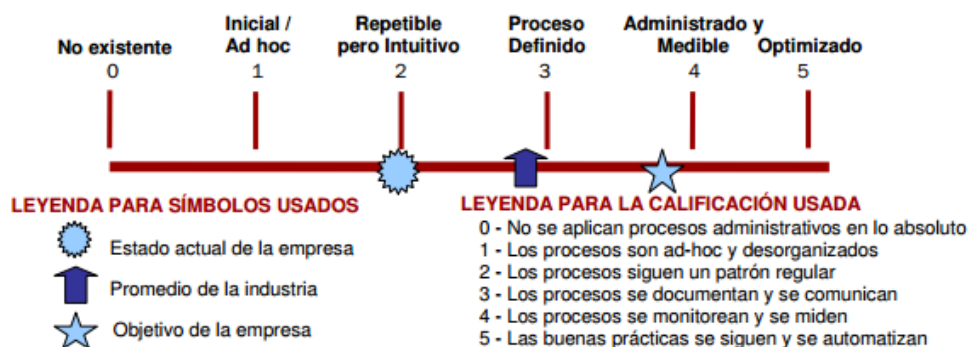 No existente
0
Inicial /
Ad hoc
1
Repetible
pero Intuitivo
2
Proceso
Definido
3
Administrado y
Medible
4
Optimizado
5
LEYENDA PARA SÍMBOLOS USADOS
Estado actual de la empresa
Promedio de la industria
Objetivo de la empresa
LEYENDA PARA LA CALIFICACIÓN USADA
0 - No se aplican procesos administrativos en lo absoluto
1 - Los procesos son ad-hoc y desorganizados
2 - Los procesos siguen un patrón regular
3 - Los procesos se documentan y se comunican
4 - Los procesos se monitorean y se miden
5 - Las buenas prácticas se siguen y se automatizan